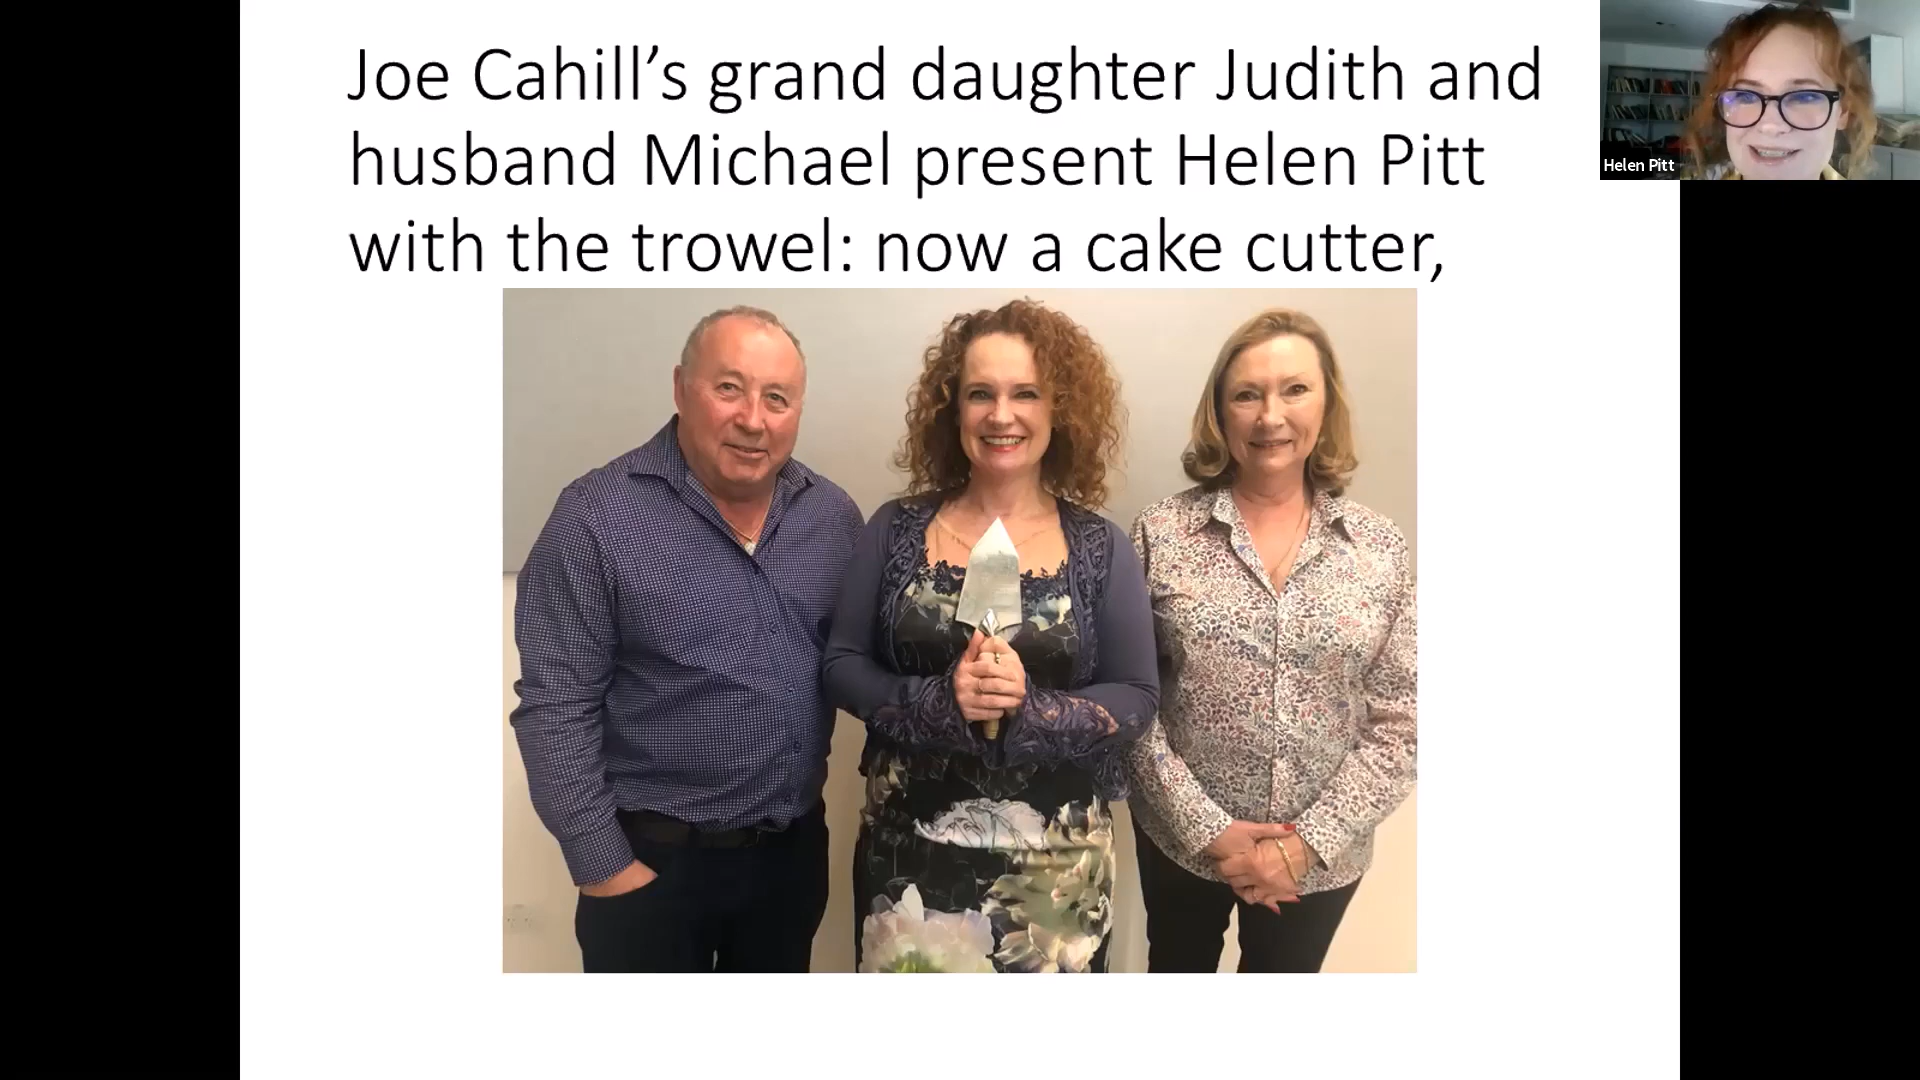 Joe Cahill’s grand daughter Judith and
husband Michael present Helen Pitt
with the trowel: now a cake cutter,
Helen Pitt